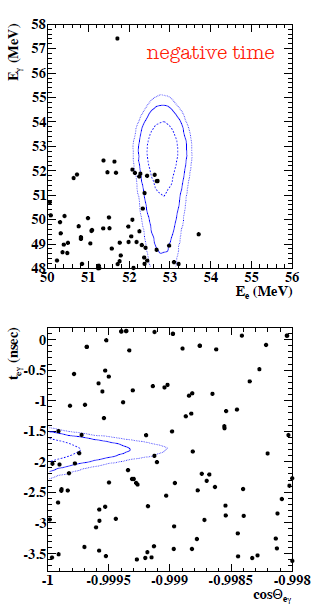 E_γ (MeV)
58
negative time
57
56
55
54
53
52
51
50
49
48
50 51 52 53 54 55 56
E_e (MeV)
t_eγ (nsec)
0
-0.5
-1
-1.5
-2
-2.5
-3
-3.5
-1 -0.9995 -0.999 -0.9985 -0.998
cosΘ_eγ